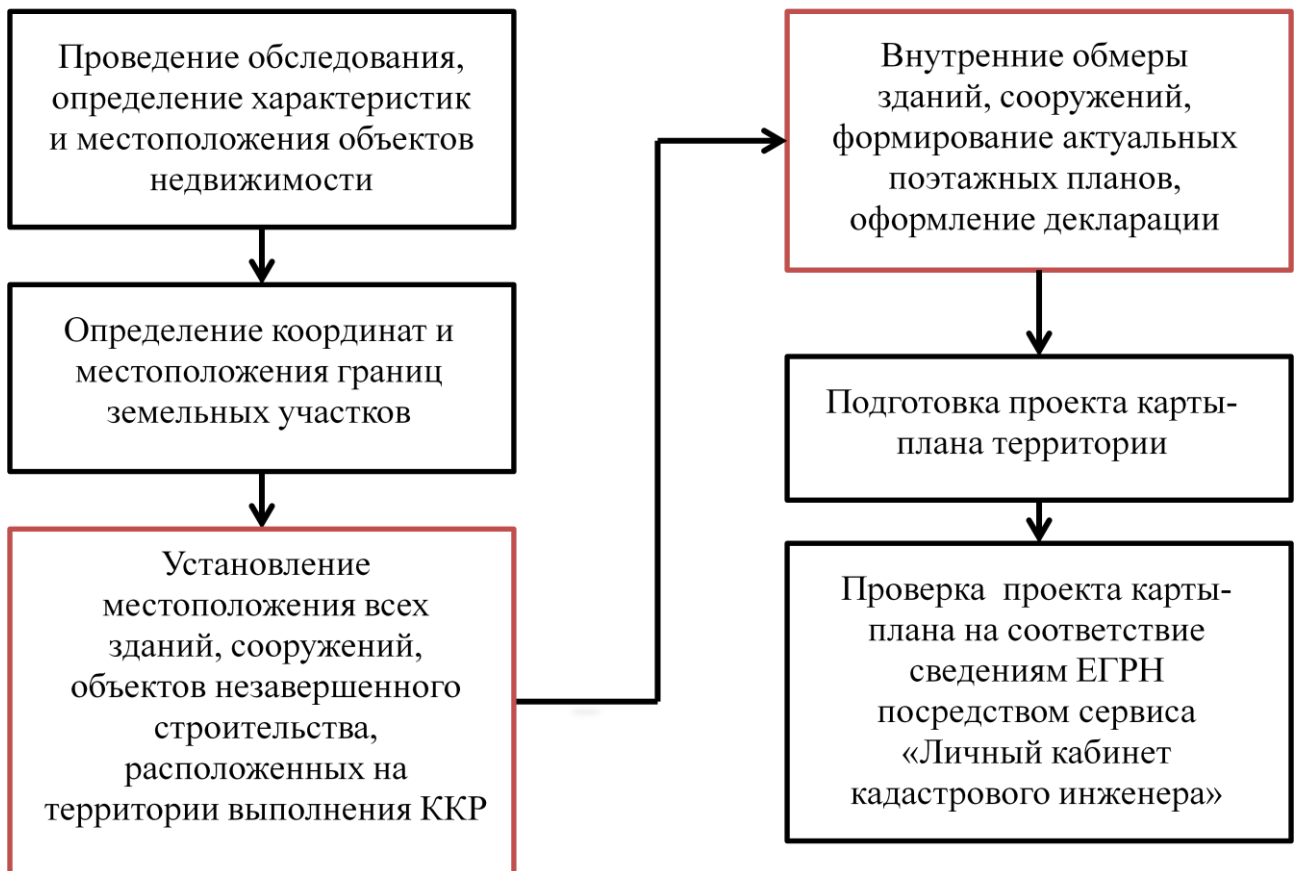 Проведение обследования,
определение характеристик
и местоположения объектов
недвижимости
Определение координат и
местоположения границ
земельных участков
Установление
местоположения всех
зданий, сооружений,
объектов незавершенного
строительства,
расположенных на
территории выполнения ККР
Внутренние обмеры
зданий, сооружений,
формирование актуальных
поэтажных планов,
оформление декларации
Подготовка проекта карты-
плана территории
Проверка проекта карты-
плана на соответствие
сведениям ЕГРН
посредством сервиса
«Личный кабинет
кадастрового инженера»